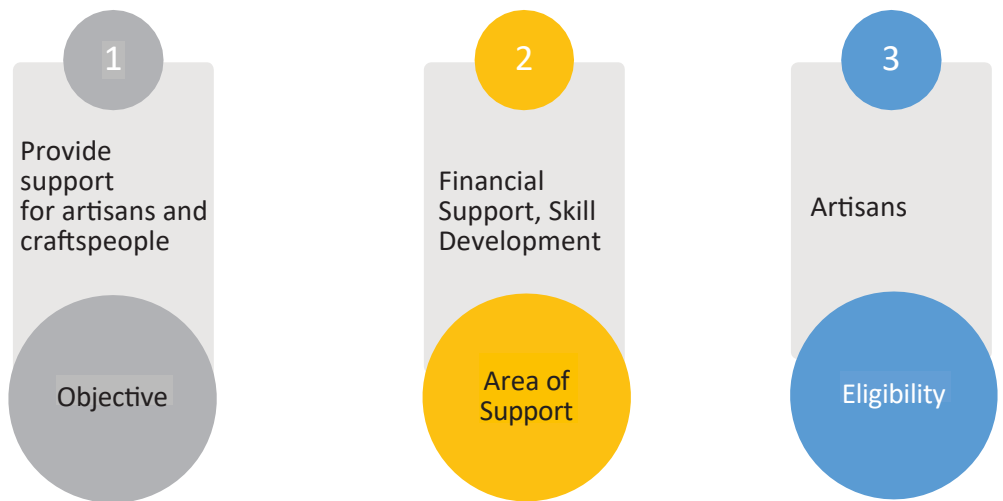 1
Provide
support
for artisans and
craftspeople
Objective
2
Financial
Support, Skill
Development
Area of
Support
3
Artisans
Eligibility